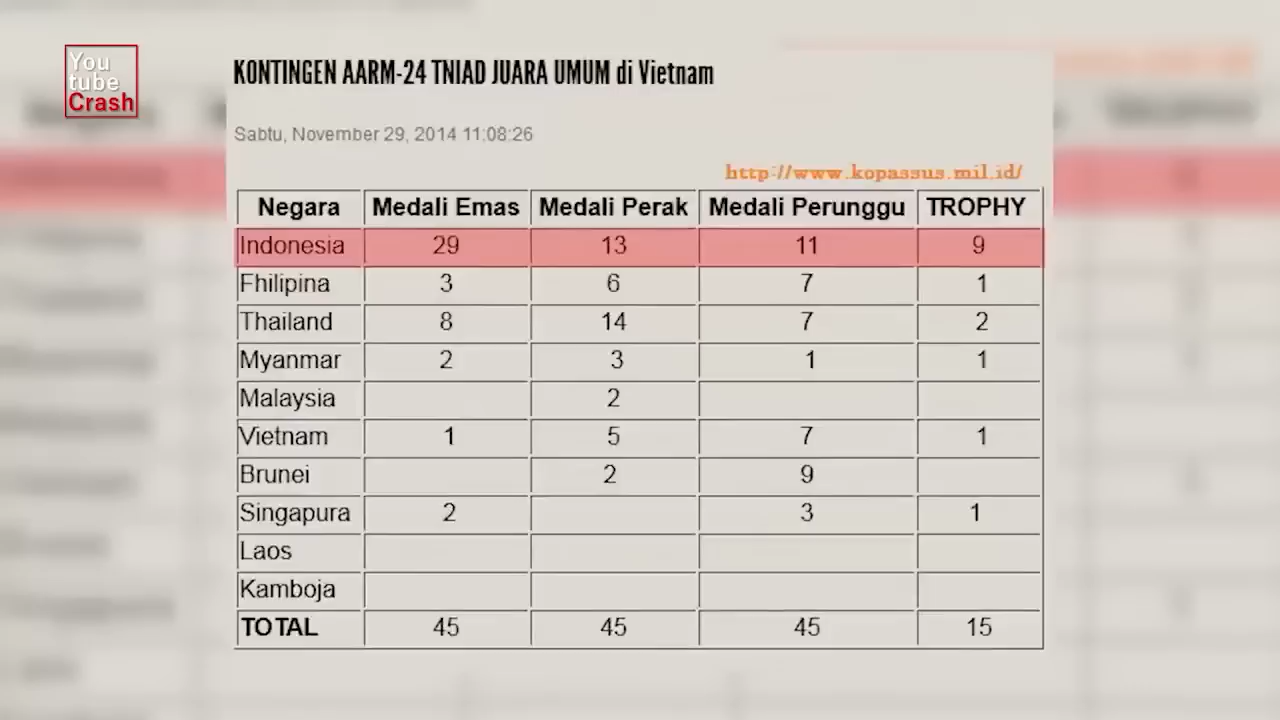 You
tube
Crash
KONTINGEN AARM-24 TNIAD JUARA UMUM di Vietnam
Sabtu, November 29, 2014 11:08:26
http://www.kopassus.mil.id/
Negara Medali Emas Medali Perak Medali Perunggu TROPHY
Indonesia 29 13 11 9
Fhilipina 3 6 7 1
Thailand 8 14 7 2
Myanmar 2 3 1 1
Malaysia 2
Vietnam 1 5 7 1
Brunei 2 9
Singapura 2 3 1
Laos
Kamboja
TOTAL 45 45 45 15